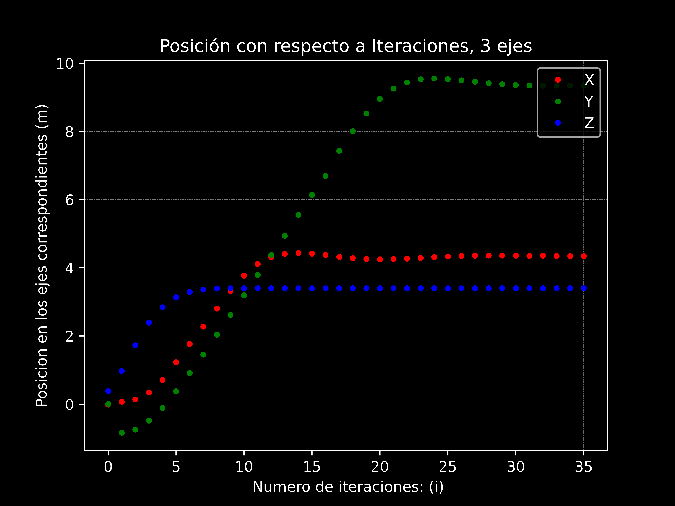 Posición con respecto a Iteraciones, 3 ejes
10
8
6
4
2
0
Posicion en los ejes correspondientes (m)
X
Y
Z
0 5 10 15 20 25 30 35
Numero de iteraciones: (i)